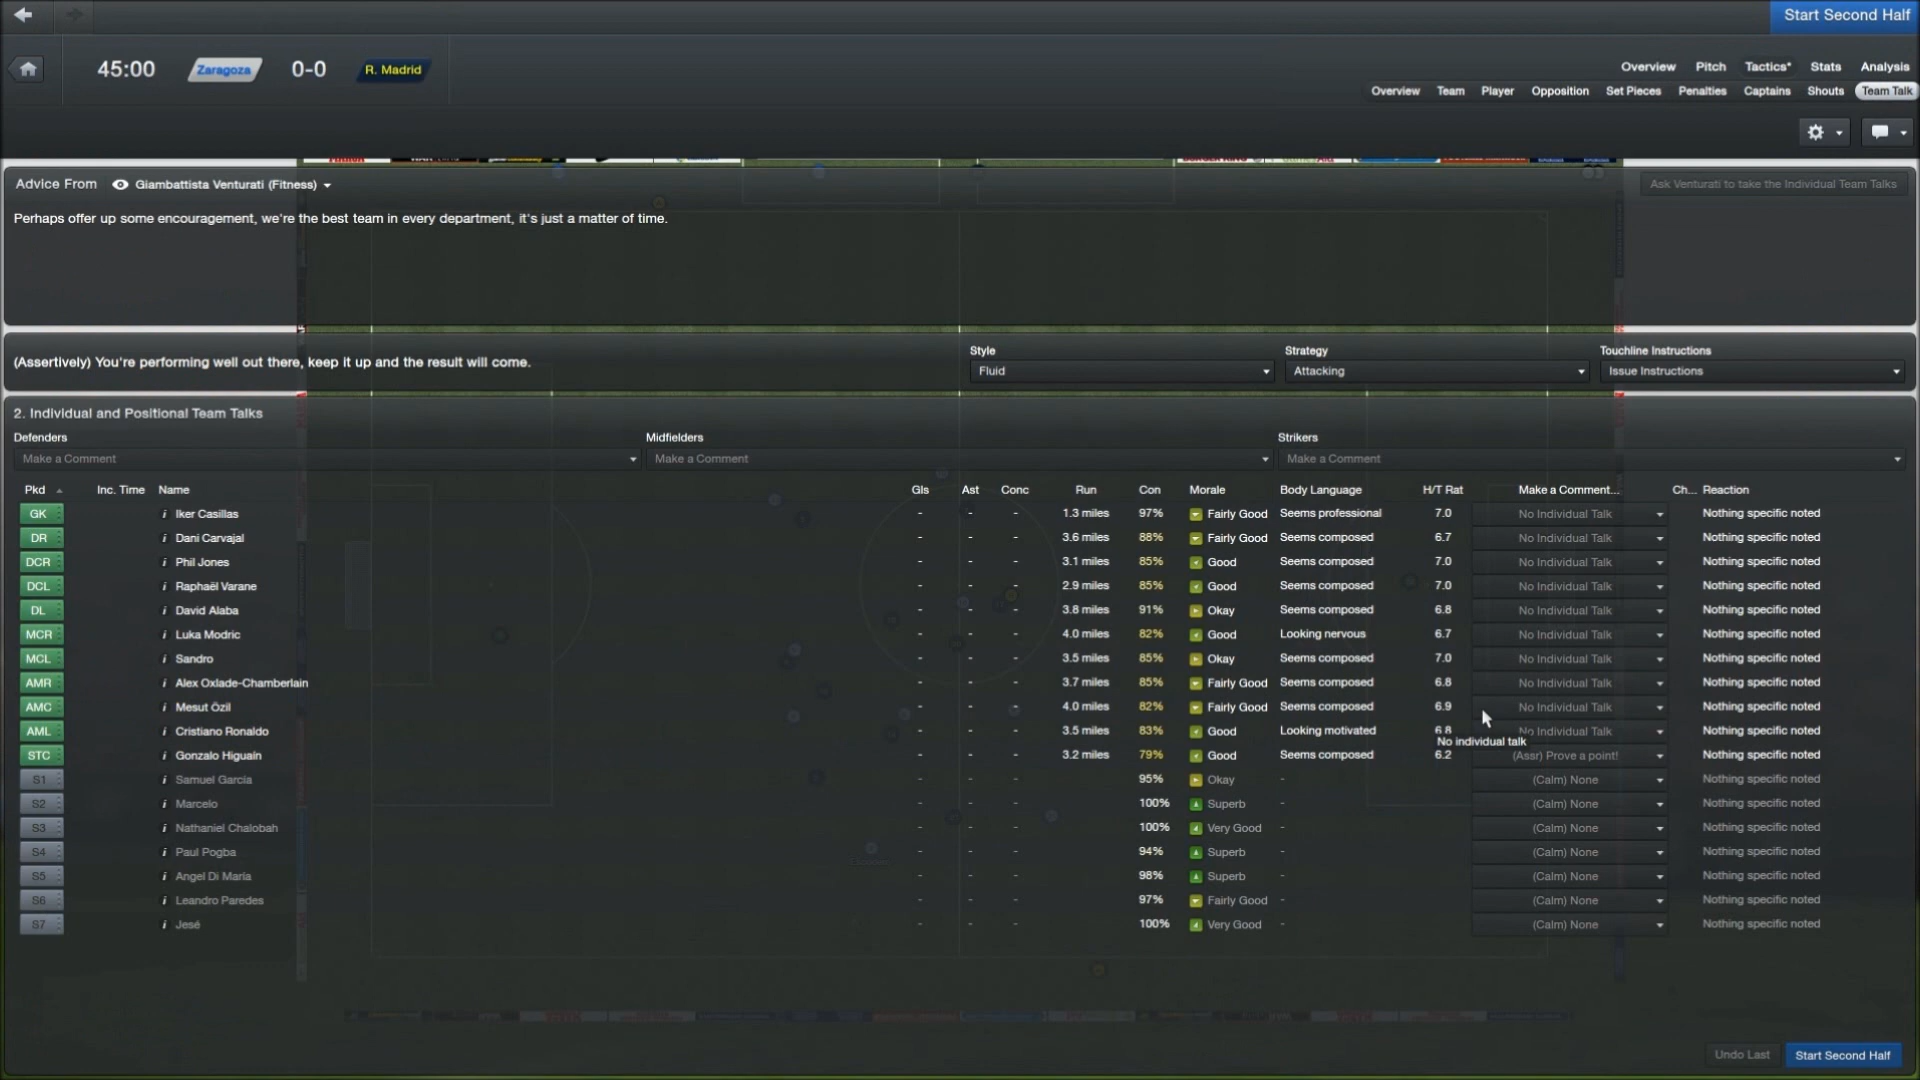 Start Second Half
45:00 Zaragoza 0-0 R. Madrid
Overview Pitch Tactics* Stats Analysis
Overview Team Player Opposition Set Pieces Penalties Captains Shouts Team Talk
Advice From Giambattista Venturati (Fitness) Ask Venturati to take the Individual Team Talks
Perhaps offer up some encouragement, we're the best team in every department, it's just a matter of time.
Style Strategy Touchline Instructions
(Assertively) You're performing well out there, keep it up and the result will come.
Fluid Attacking Issue Instructions
2. Individual and Positional Team Talks
Defenders Midfielders Strikers
Make a Comment Make a Comment Make a Comment
Pkd Inc. Time Name Gls Ast Conc Run Con Morale Body Language H/T Rat Make a Comment... Ch... Reaction
GK i Iker Casillas - - - 1.3 miles 97% Fairly Good Seems professional 7.0 No Individual Talk Nothing specific noted
DR i Dani Carvajal - - - 3.6 miles 88% Fairly Good Seems composed 6.7 No Individual Talk Nothing specific noted
DCR i Phil Jones - - - 3.1 miles 85% Good Seems composed 7.0 No Individual Talk Nothing specific noted
DCL i Raphaël Varane - - - 2.9 miles 85% Good Seems composed 7.0 No Individual Talk Nothing specific noted
DL i David Alaba - - - 3.8 miles 91% Okay Seems composed 6.8 No Individual Talk Nothing specific noted
MCR i Luka Modric - - - 4.0 miles 82% Good Looking nervous 6.7 No Individual Talk Nothing specific noted
MCL i Sandro - - - 3.5 miles 85% Okay Seems composed 7.0 No Individual Talk Nothing specific noted
AMR i Alex Oxlade-Chamberlain - - - 3.7 miles 85% Fairly Good Seems composed 6.8 No Individual Talk Nothing specific noted
AMC i Mesut Özil - - - 4.0 miles 82% Fairly Good Seems composed 6.9 No Individual Talk Nothing specific noted
AML i Cristiano Ronaldo - - - 3.5 miles 83% Good Looking motivated 6.8 No Individual Talk Nothing specific noted
No individual talk
STC i Gonzalo Higuaín - - - 3.2 miles 79% Good Seems composed 6.2 (Assr) Prove a point! Nothing specific noted
S1 i Samuel García - - - 95% Okay - (Calm) None Nothing specific noted
S2 i Marcelo - - - 100% Superb - (Calm) None Nothing specific noted
S3 i Nathaniel Chalobah - - - 100% Very Good - (Calm) None Nothing specific noted
S4 i Paul Pogba - - - 94% Superb - (Calm) None Nothing specific noted
S5 i Angel Di María - - - 98% Superb - (Calm) None Nothing specific noted
S6 i Leandro Paredes - - - 97% Fairly Good - (Calm) None Nothing specific noted
S7 i Jesé - - - 100% Very Good - (Calm) None Nothing specific noted
Undo Last Start Second Half